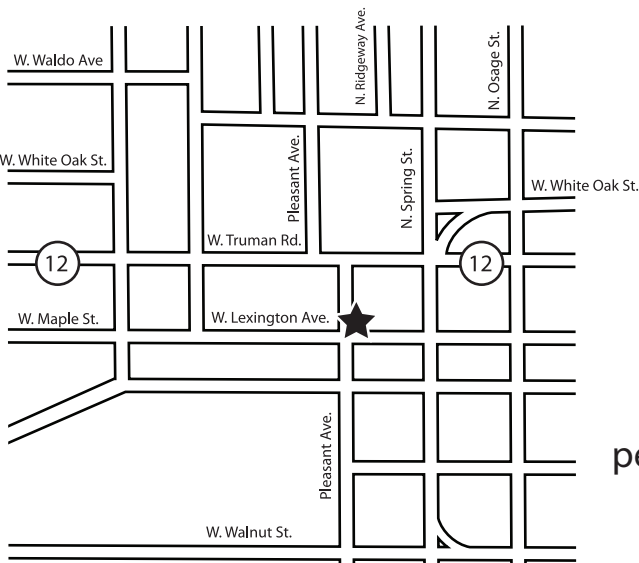 W. Waldo Ave
N. Ridgeway Ave.
N. Osage St.
W. White Oak St.
Pleasant Ave.
N. Spring St.
W. White Oak St.
W. Truman Rd.
12
12
W. Maple St.
W. Lexington Ave.
Pleasant Ave.
pe
W. Walnut St.